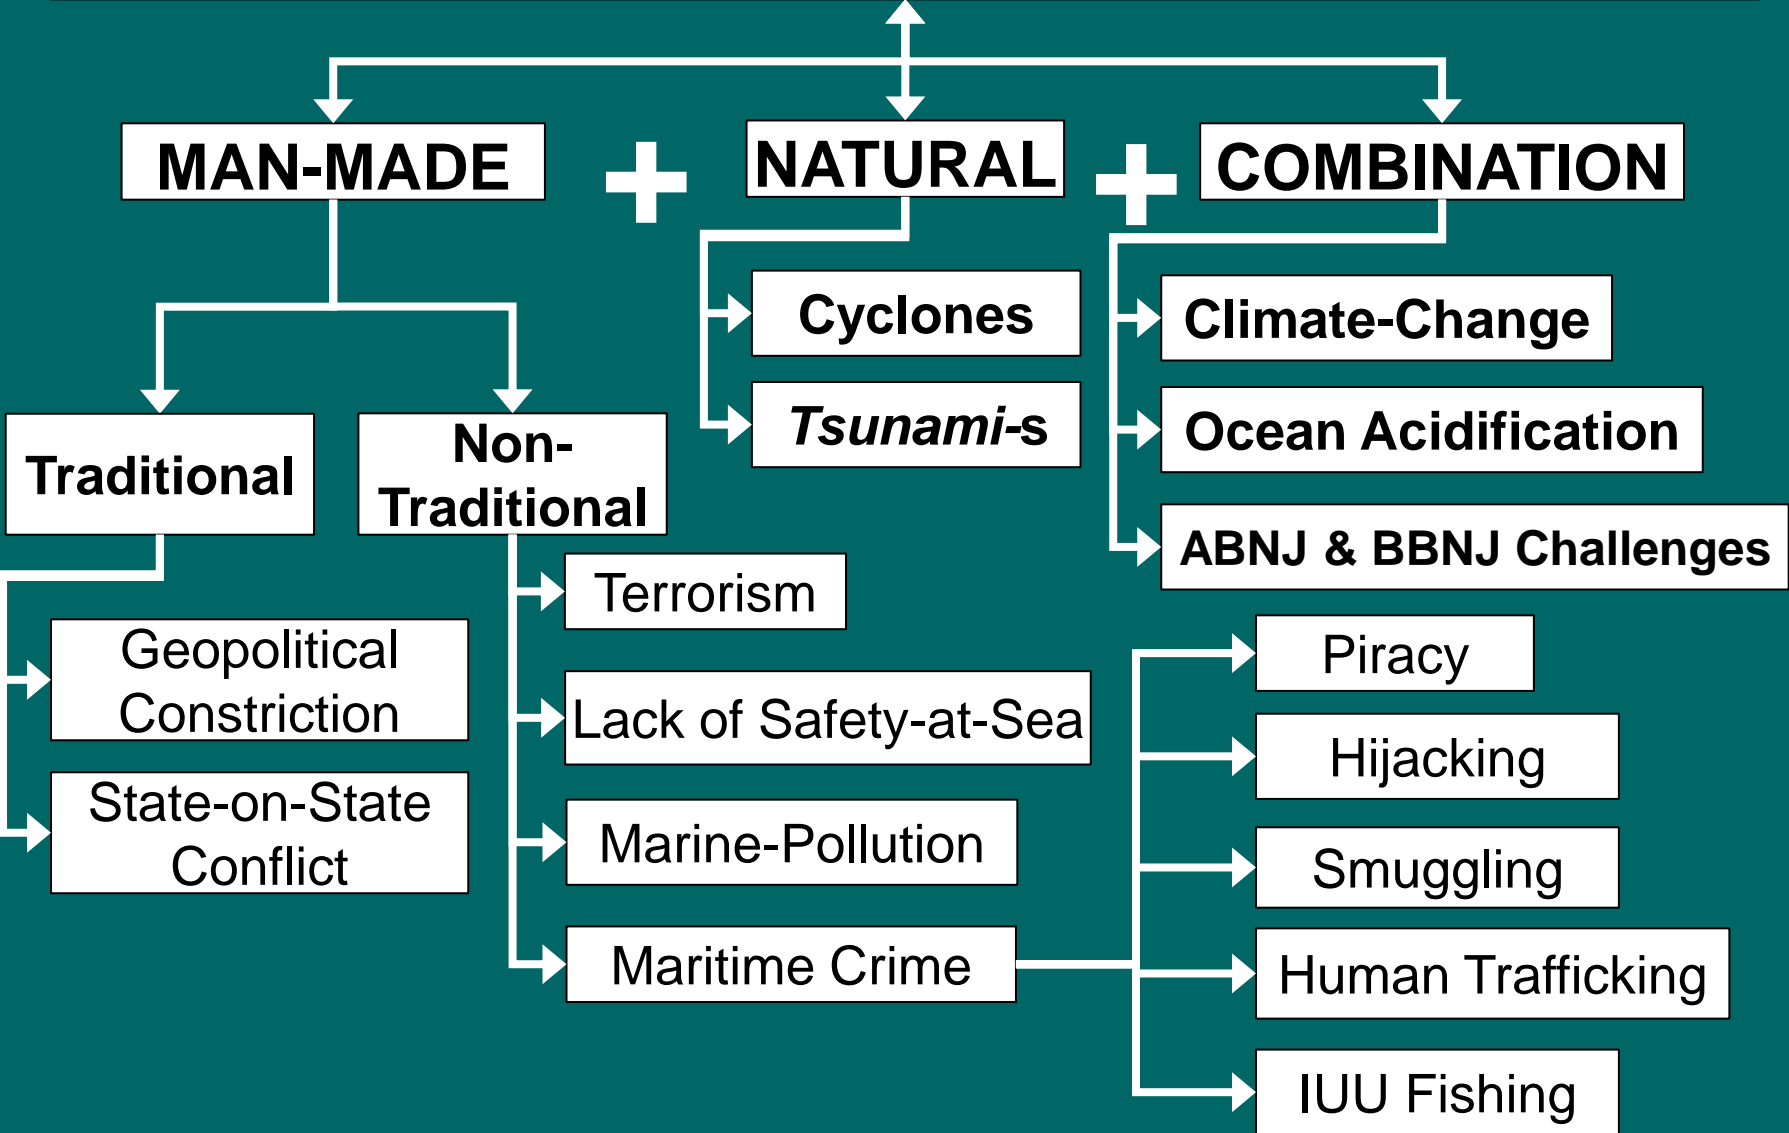 MAN-MADE
NATURAL
COMBINATION
Cyclones
Tsunami-s
Climate-Change
Ocean Acidification
ABNJ & BBNJ Challenges
Traditional
Non-
Traditional
Geopolitical
Constriction
State-on-State
Conflict
Terrorism
Lack of Safety-at-Sea
Marine-Pollution
Maritime Crime
Piracy
Hijacking
Smuggling
Human Trafficking
IUU Fishing